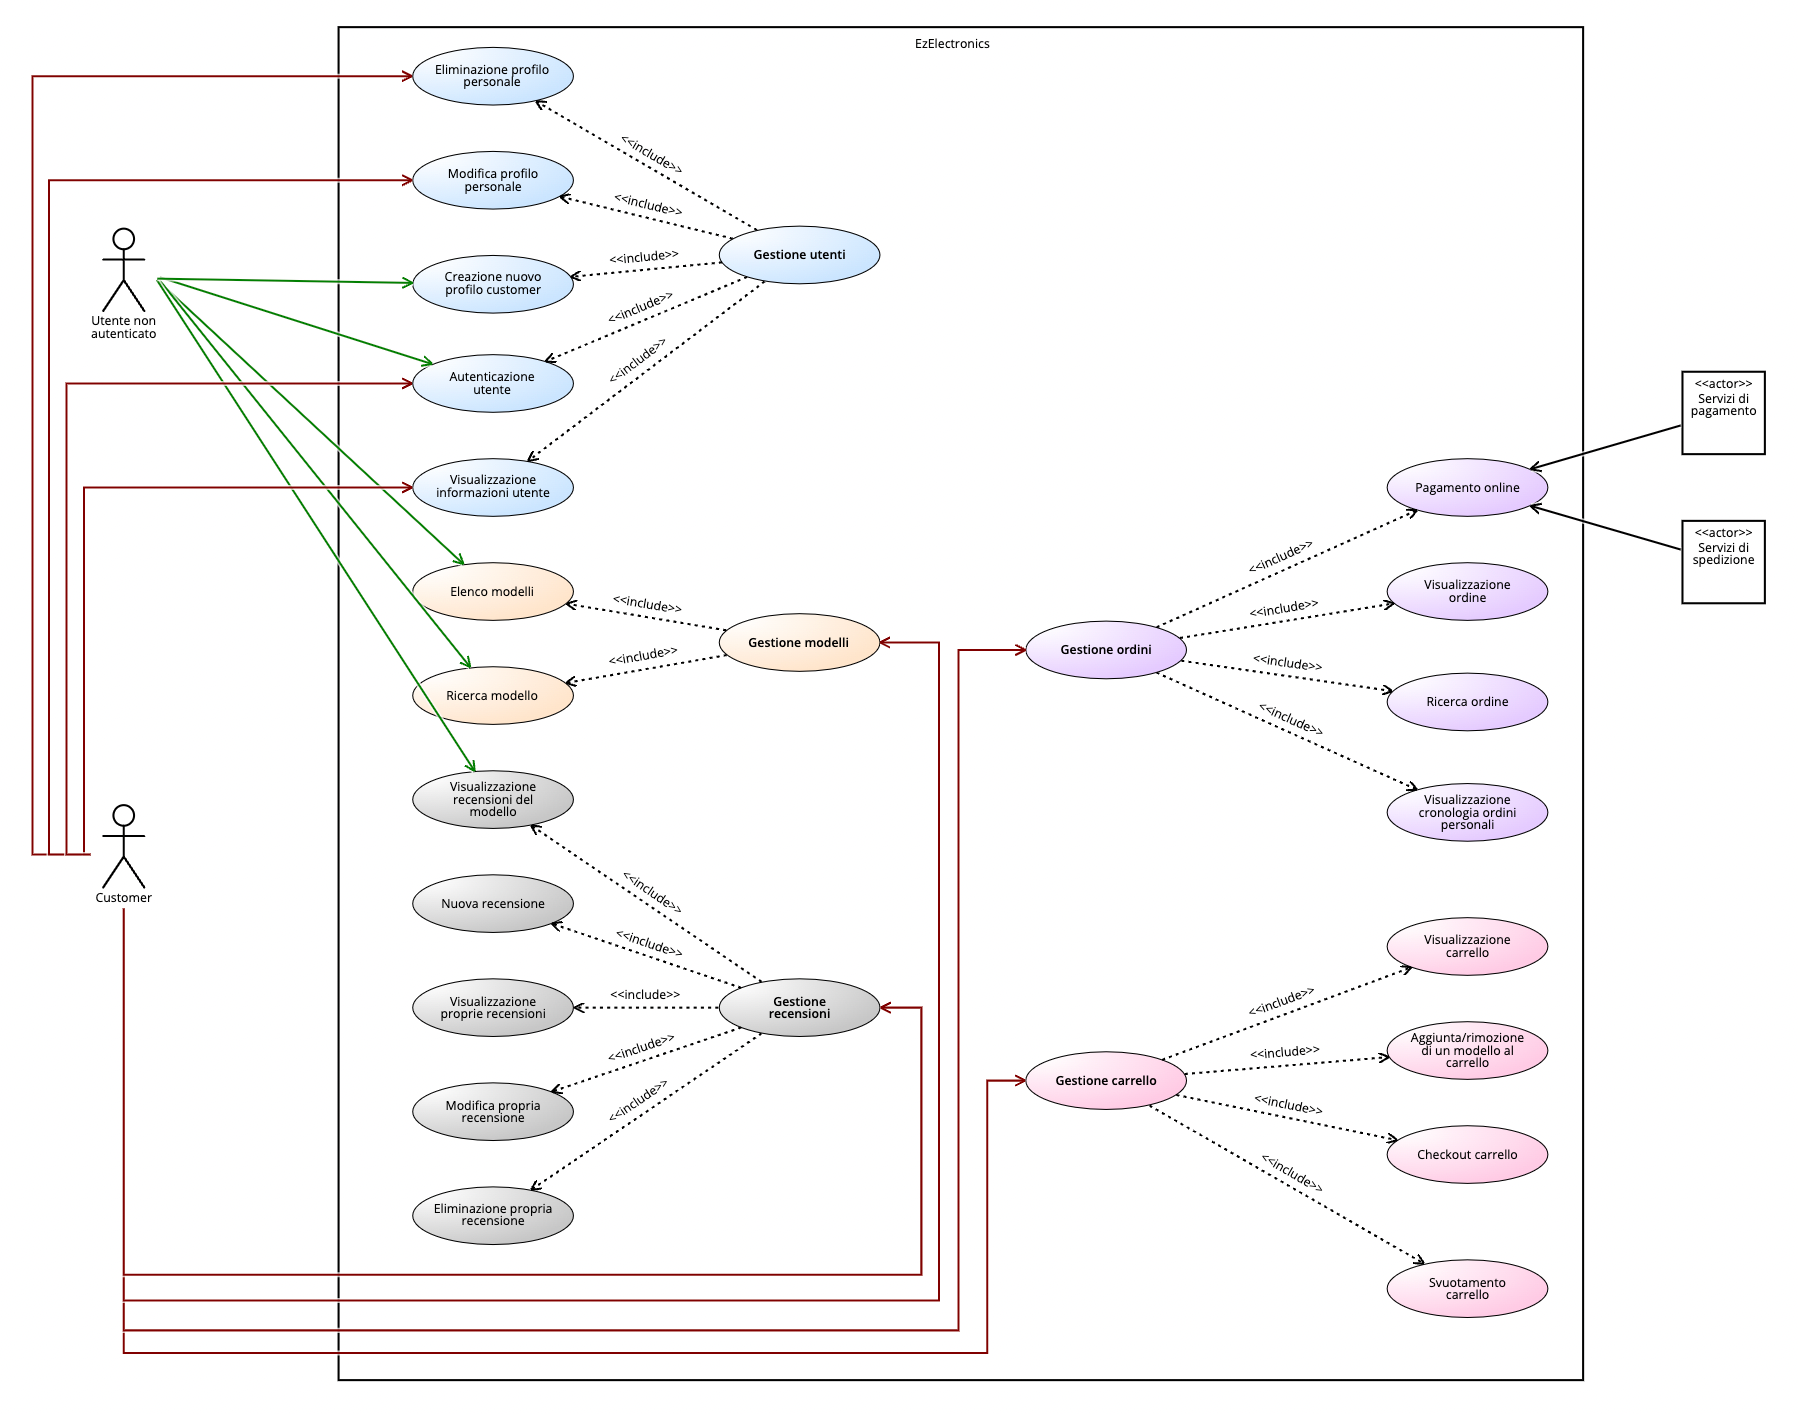 EzElectronics
Eliminazione profilo
personale
<<include>>
Modifica profilo
personale
<<include>>
Gestione utenti
Creazione nuovo
profilo customer
<<include>>
Utente non
autenticato
<<include>>
Autenticazione
utente
<<include>>
Visualizzazione
informazioni utente
<<actor>>
Servizi di
pagamento
Pagamento online
<<actor>>
Servizi di
spedizione
<<include>>
Elenco modelli
<<include>>
Gestione modelli
<<include>>
Ricerca modello
Gestione ordini
<<include>>
Visualizzazione
ordine
<<include>>
Ricerca ordine
<<include>>
Visualizzazione
cronologia ordini
personali
Visualizzazione
recensioni del
modello
<<include>>
Customer
Nuova recensione
<<include>>
Visualizzazione
proprie recensioni
<<include>>
Gestione
recensioni
<<include>>
Modifica propria
recensione
<<include>>
Eliminazione propria
recensione
Visualizzazione
carrello
<<include>>
Gestione carrello
<<include>>
Aggiunta/rimozione
di un modello al
carrello
<<include>>
Checkout carrello
<<include>>
Svuotamento
carrello